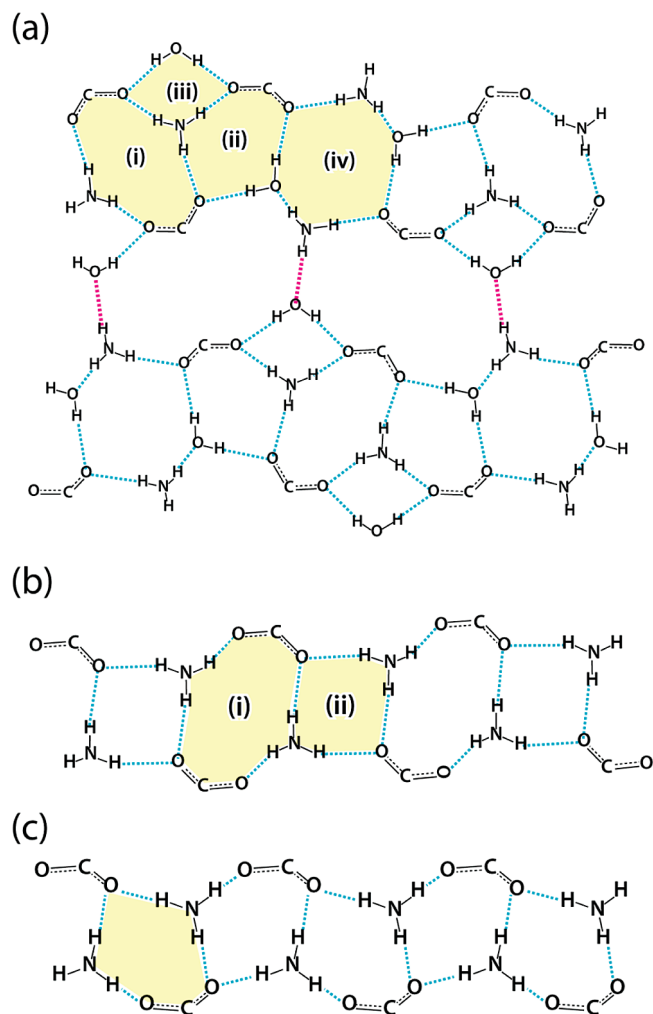 (a)
O
H H H
C O (iii) O C H N C O
O H N H O H O H O H N H
H H H
(i) (ii) (iv)
H H H
H N H O H O H H N H O
O C H N H O C O O C
H
H O H H O H
O
H H
H H
N H C O O C N H C O
H O H N H O H O
H O H H O H H
H H
O H O H O H N H O H
O C O H N H C O O C O H N H
H H O H H
(b)
O C O C C O
O H N H O H N H O H N H
H H H
(i) (ii)
H H H
H N H O H N H O H N H O
C O C O C O
(c)
O C H O C H O C
O H N O H N O H N H
H H H H H H
H N H O H N H O H N H O
O C O C O C